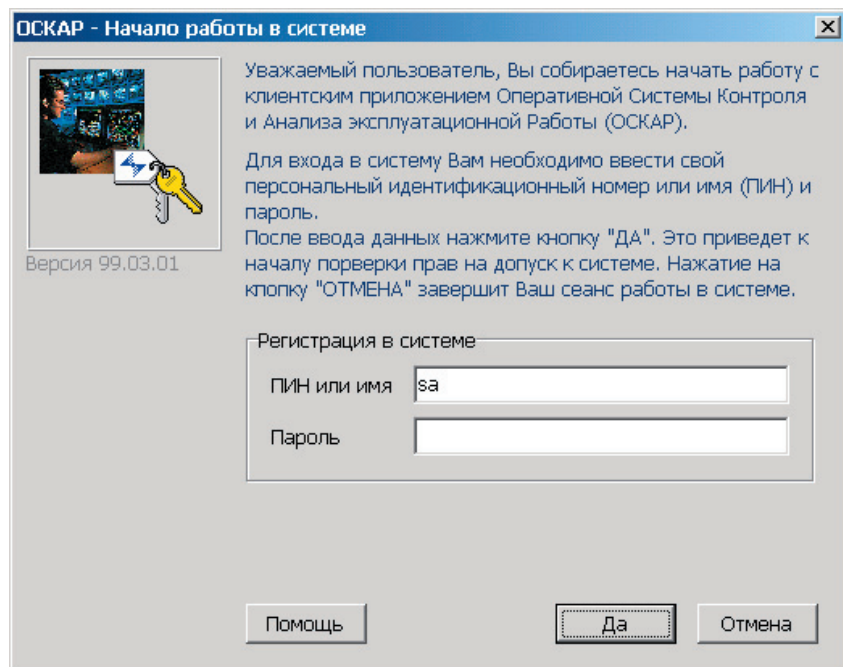 ОСКАР - Начало работы в системе
Уважаемый пользователь, Вы собираетесь начать работу с
клиентским приложением Оперативной Системы Контроля
и Анализа эксплуатационной Работы (ОСКАР).
Для входа в систему Вам необходимо ввести свой
персональный идентификационный номер или имя (ПИН) и
пароль.
После ввода данных нажмите кнопку "ДА". Это приведет к
началу порверки прав на допуск к системе. Нажатие на
кнопку "ОТМЕНА" завершит Ваш сеанс работы в системе.
Версия 99.03.01
Регистрация в системе
ПИН или имя sa
Пароль
Помощь Да Отмена